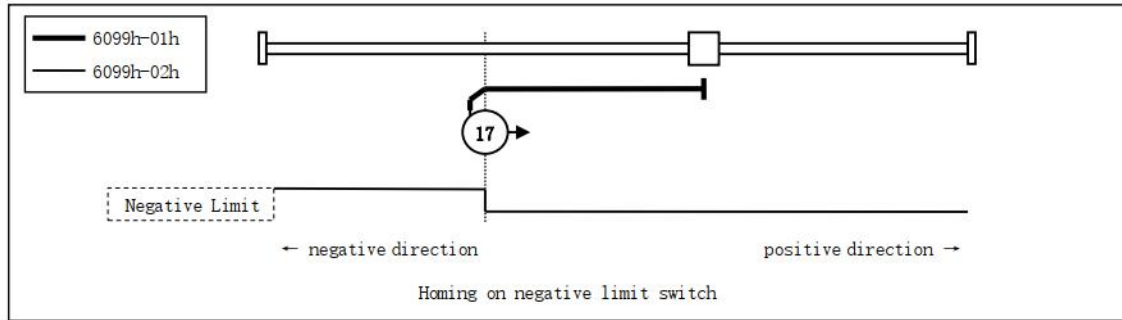 6099h-01h
6099h-02h
17
Negative Limit
← negative direction
positive direction →
Homing on negative limit switch